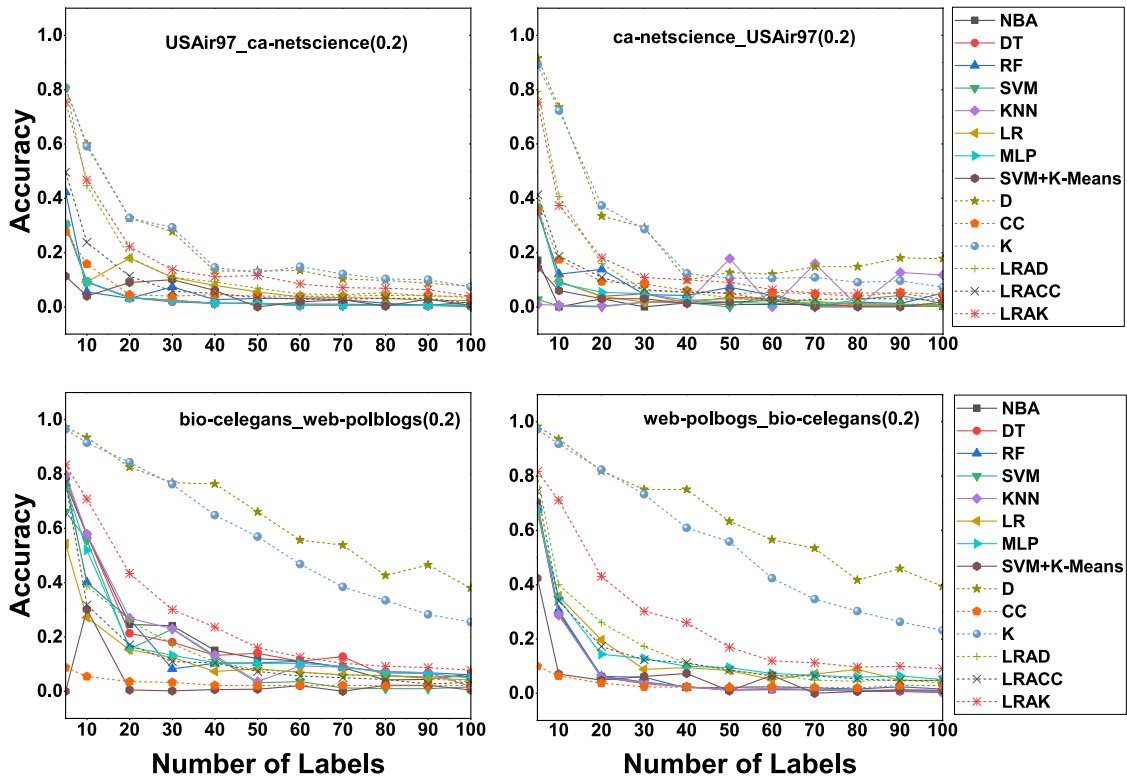 USAir97_ca-netscience(0.2)
1.0
0.8
0.6
0.4
0.2
0.0
10 20 30 40 50 60 70 80 90 100
Accuracy
ca-netscience_USAir97(0.2)
1.0
0.8
0.6
0.4
0.2
0.0
10 20 30 40 50 60 70 80 90 100
NBA
DT
RF
SVM
KNN
LR
MLP
SVM+K-Means
D
CC
K
LRAD
LRACC
LRAK
bio-celegans_web-polblogs(0.2)
1.0
0.8
0.6
0.4
0.2
0.0
10 20 30 40 50 60 70 80 90 100
Accuracy
Number of Labels
web-polbogs_bio-celegans(0.2)
1.0
0.8
0.6
0.4
0.2
0.0
10 20 30 40 50 60 70 80 90 100
Number of Labels
NBA
DT
RF
SVM
KNN
LR
MLP
SVM+K-Means
D
CC
K
LRAD
LRACC
LRAK